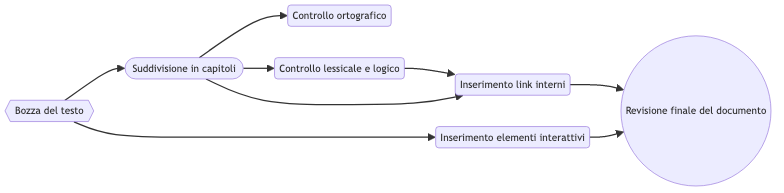 Controllo ortografico
Suddivisione in capitoli
Controllo lessicale e logico
Inserimento link interni
Bozza del testo
Revisione finale del documento
Inserimento elementi interattivi